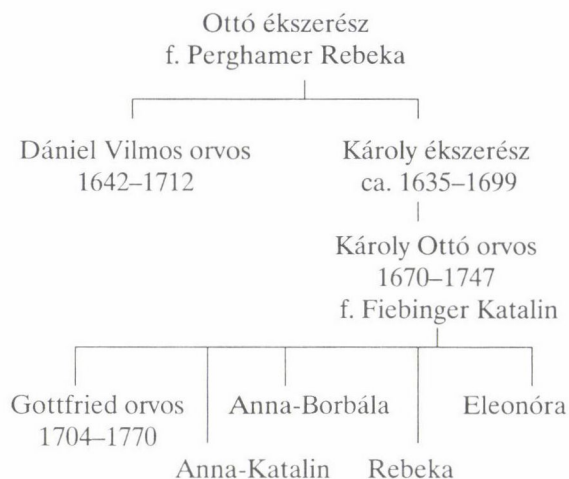 Ottó ékszerész
f. Perghamer Rebeka
Dániel Vilmos orvos
1642–1712
Károly ékszerész
ca. 1635–1699
Károly Ottó orvos
1670–1747
f. Fiebinger Katalin
Gottfried orvos
1704–1770
Anna-Borbála
Eleonóra
Anna-Katalin
Rebeka